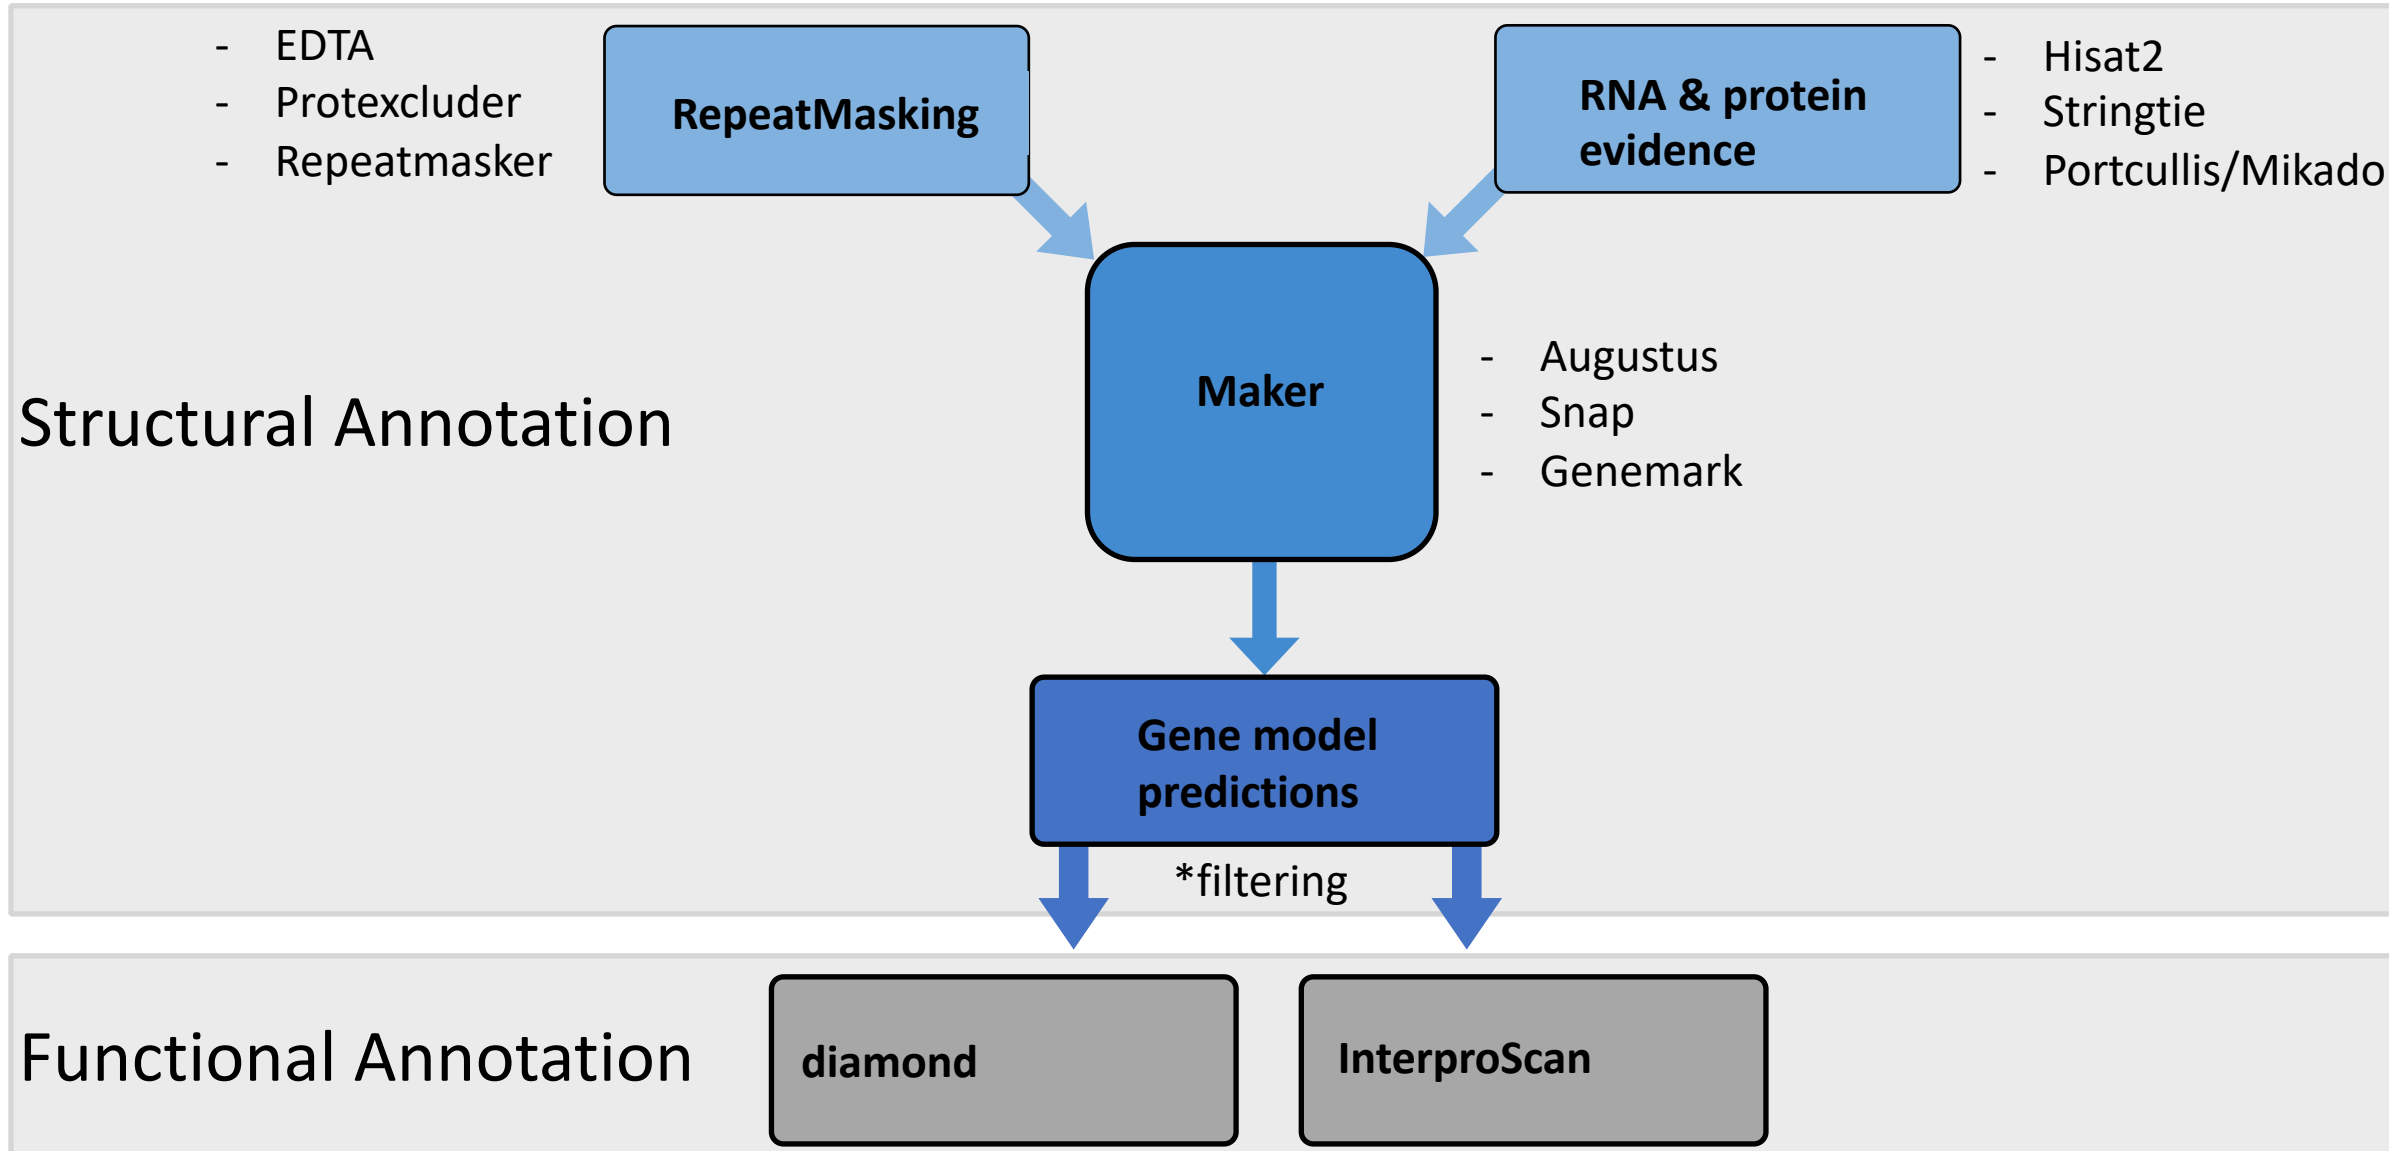 - EDTA
- Protexcluder
- Repeatmasker
RepeatMasking
RNA & protein
evidence
- Hisat2
- Stringtie
- Portcullis/Mikado
Structural Annotation
Maker
- Augustus
- Snap
- Genemark
Gene model
predictions
*filtering
Functional Annotation
diamond
InterproScan